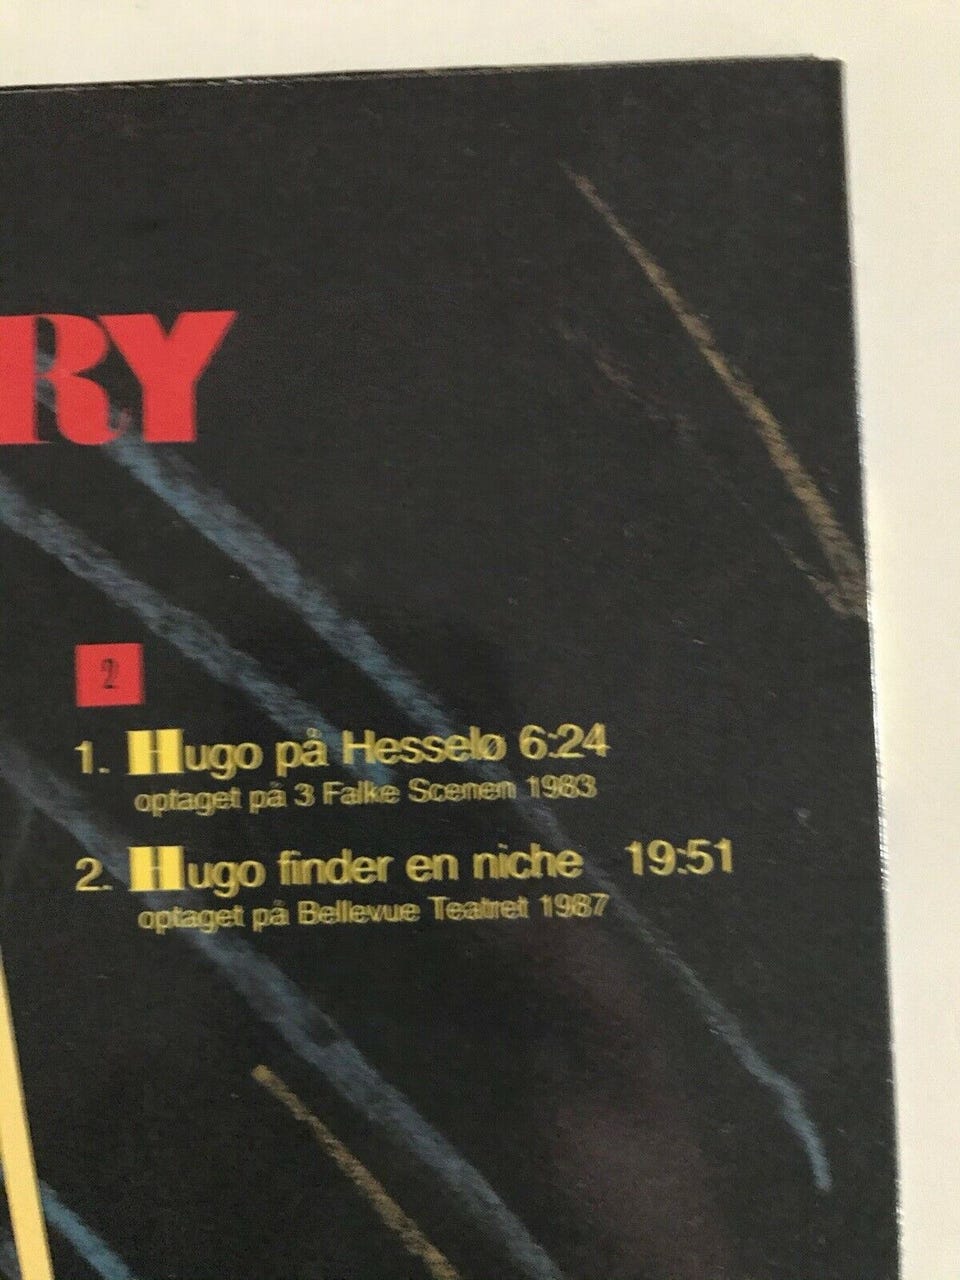 RY
2
1. Hugo på Hesselø 6:24
optaget på 3 Falke Scenen 1983
2. Hugo finder en niche 19:51
optaget på Bellevue Teatret 1987